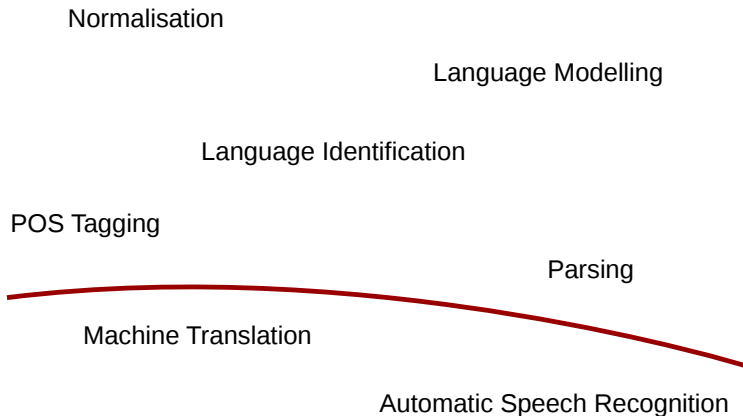 Normalisation
Language Modelling
Language Identification
POS Tagging
Parsing
Machine Translation
Automatic Speech Recognition